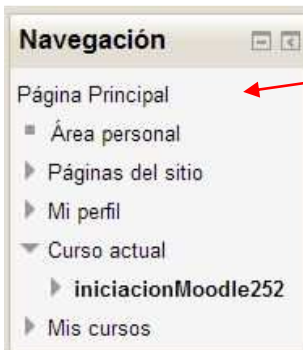 Navegación
Página Principal
Área personal
Páginas del sitio
Mi perfil
Curso actual
iniciacionMoodle252
Mis cursos